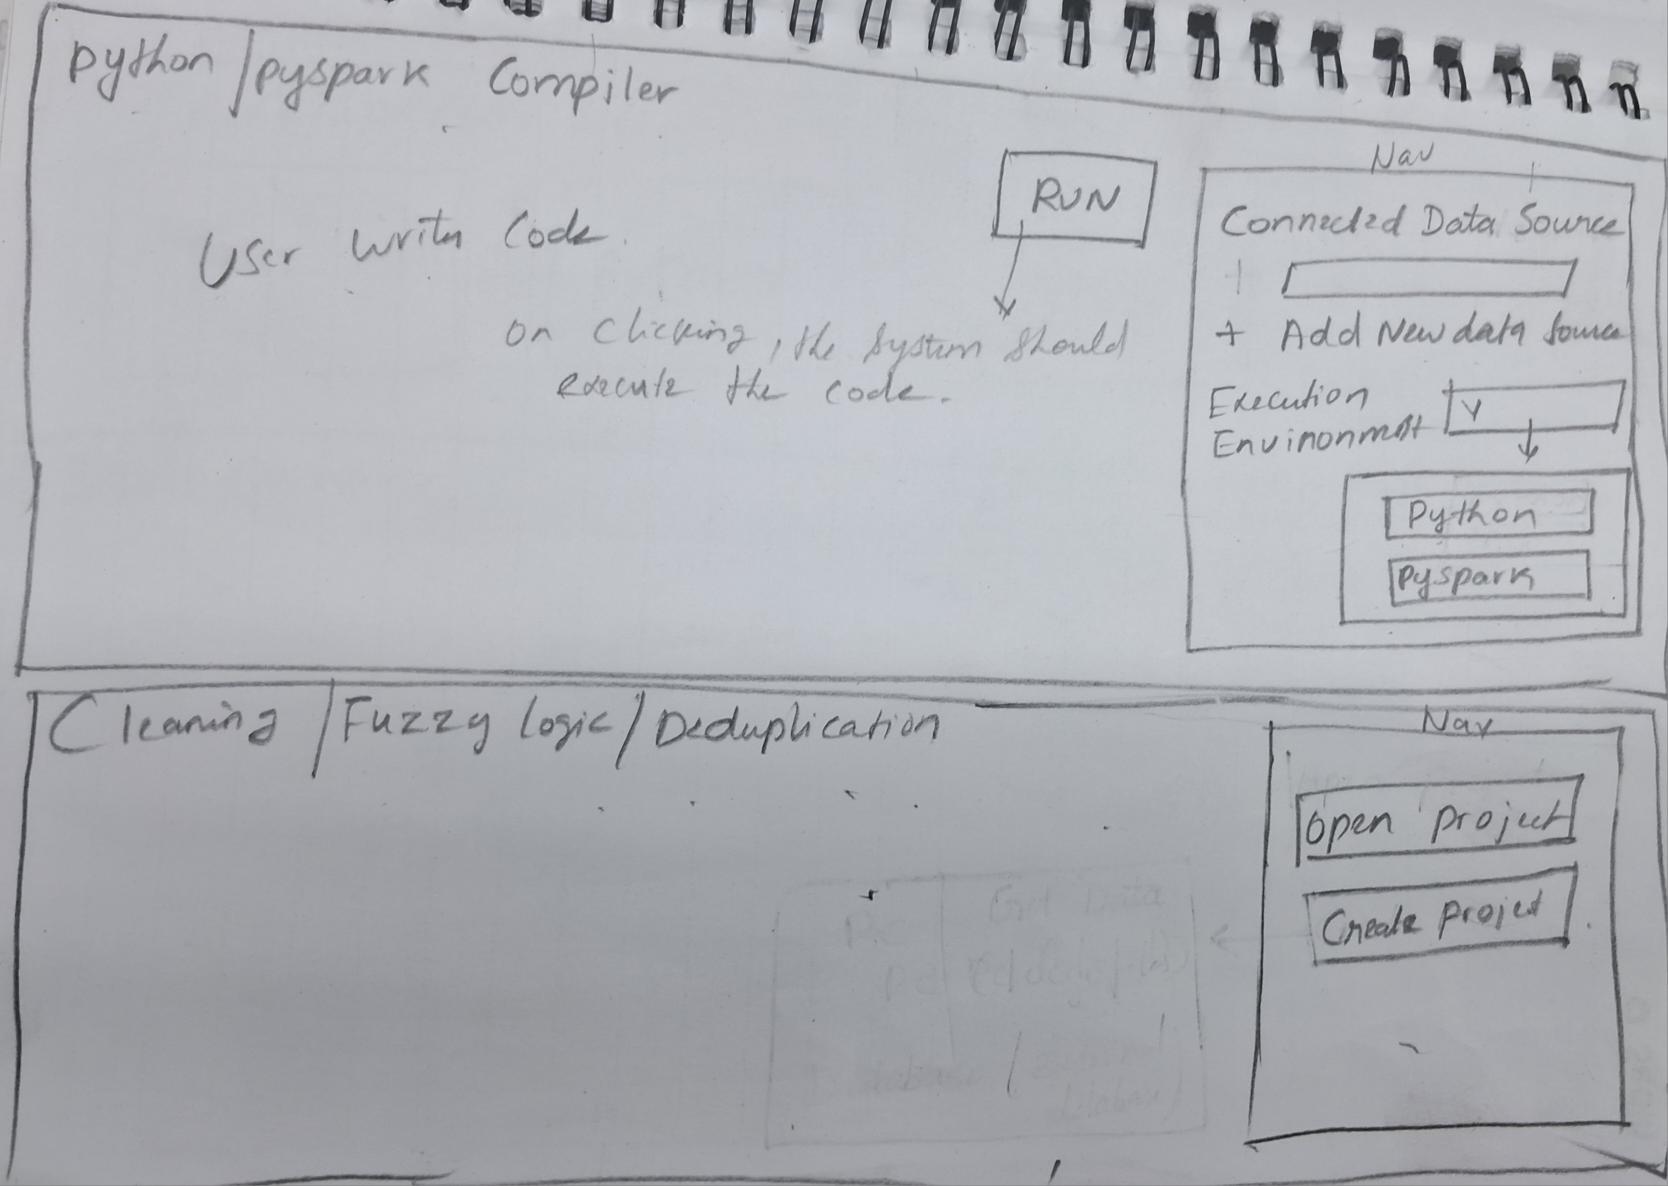 Python / pyspark Compiler
RUN
User writes Code.
on clicking, the system should
execute the code.
Nav
Connected Data Source
+ Add New data Source
Execution
Environment
Python
Pyspark
Cleaning / Fuzzy logic / Deduplication
Nav
Open project
Create project